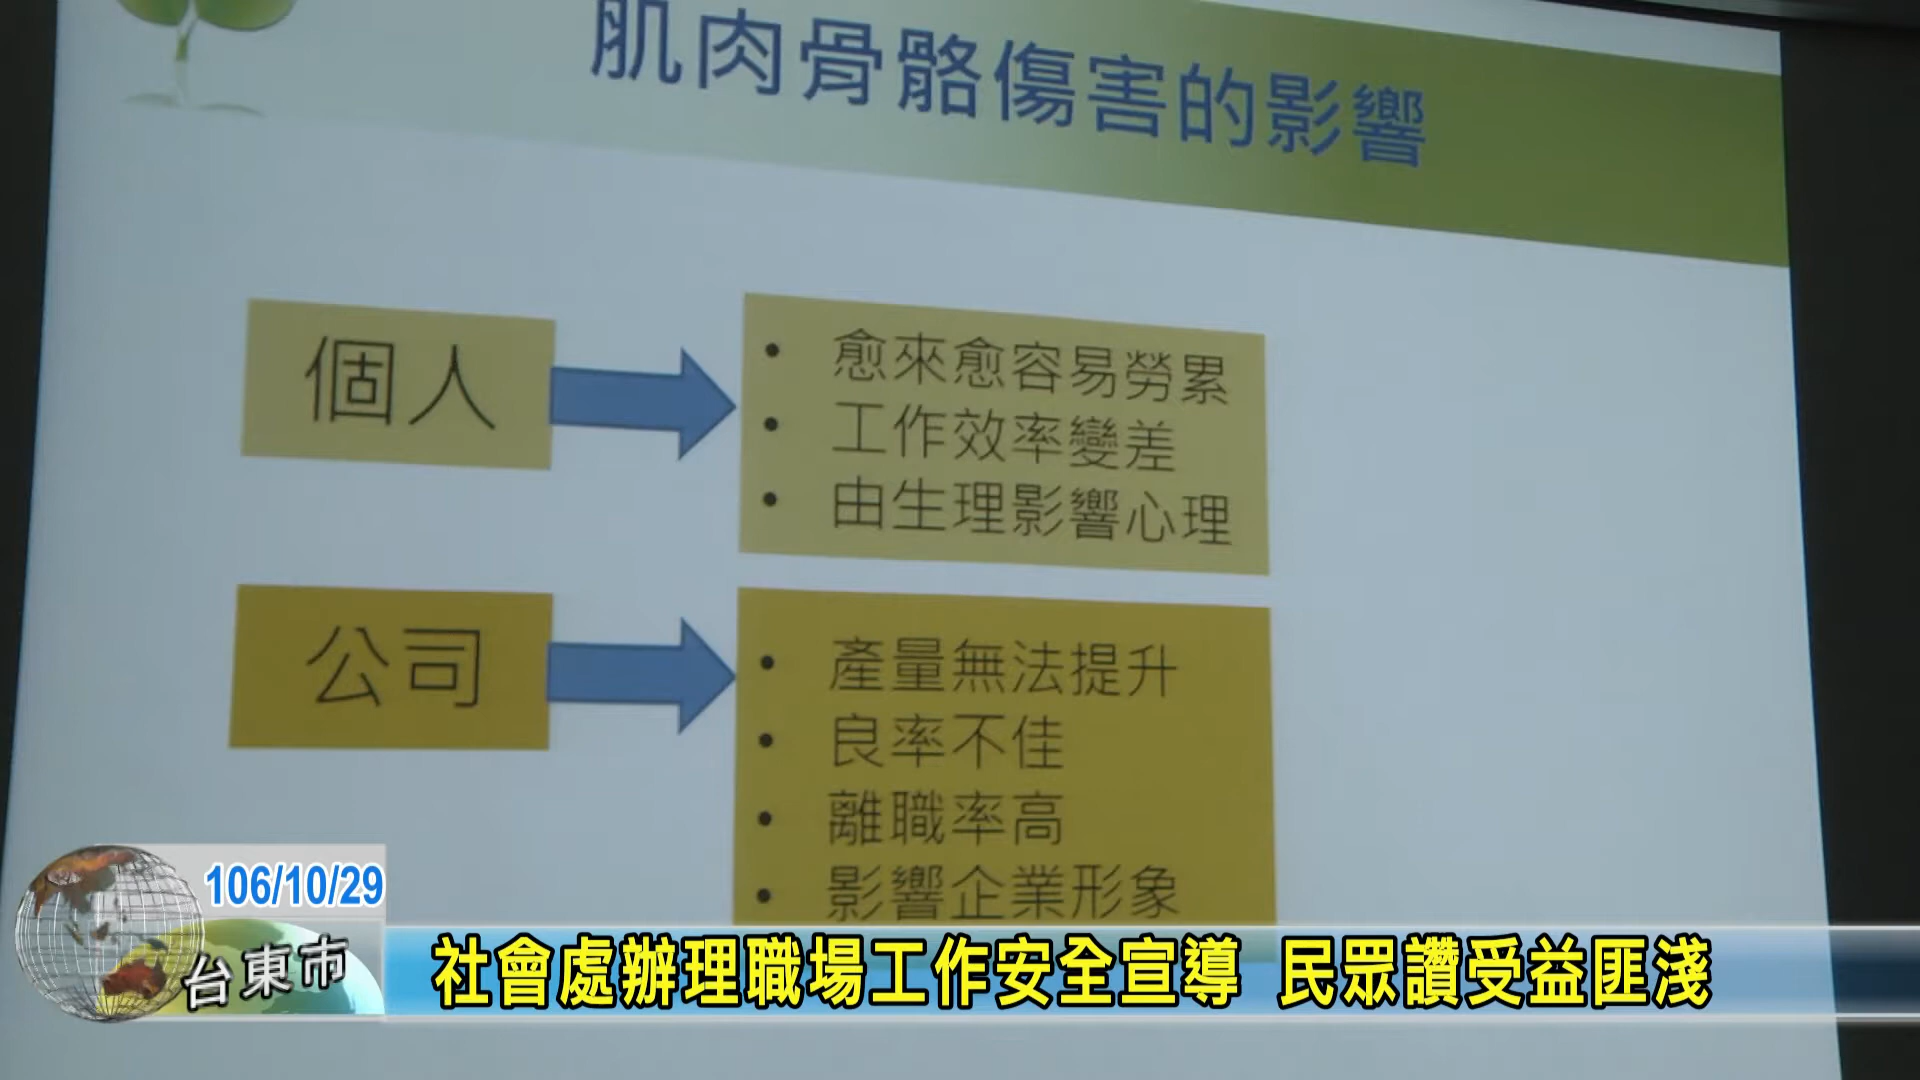 肌肉骨骼傷害的影響
個人
• 愈來愈容易勞累
• 工作效率變差
• 由生理影響心理
公司
• 產量無法提升
• 良率不佳
• 離職率高
• 影響企業形象
106/10/29
台東市
社會處辦理職場工作安全宣導 民眾讚受益匪淺